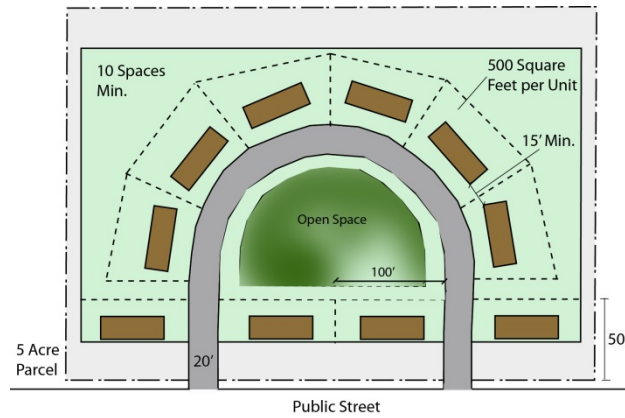 10 Spaces
Min.
500 Square
Feet per Unit
15' Min.
Open Space
100'
50
5 Acre
Parcel
20'
Public Street